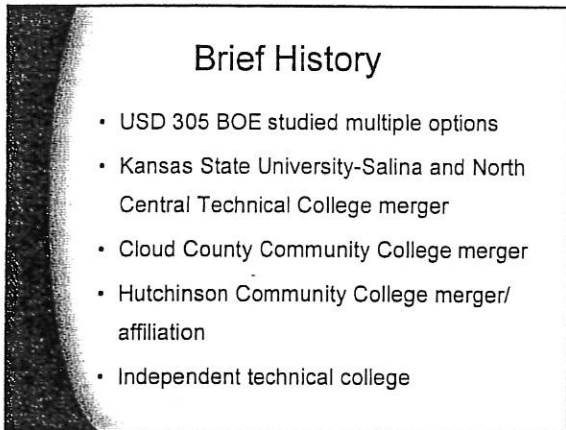 Brief History
• USD 305 BOE studied multiple options
• Kansas State University-Salina and North
Central Technical College merger
• Cloud County Community College merger
• Hutchinson Community College merger/
affiliation
• Independent technical college